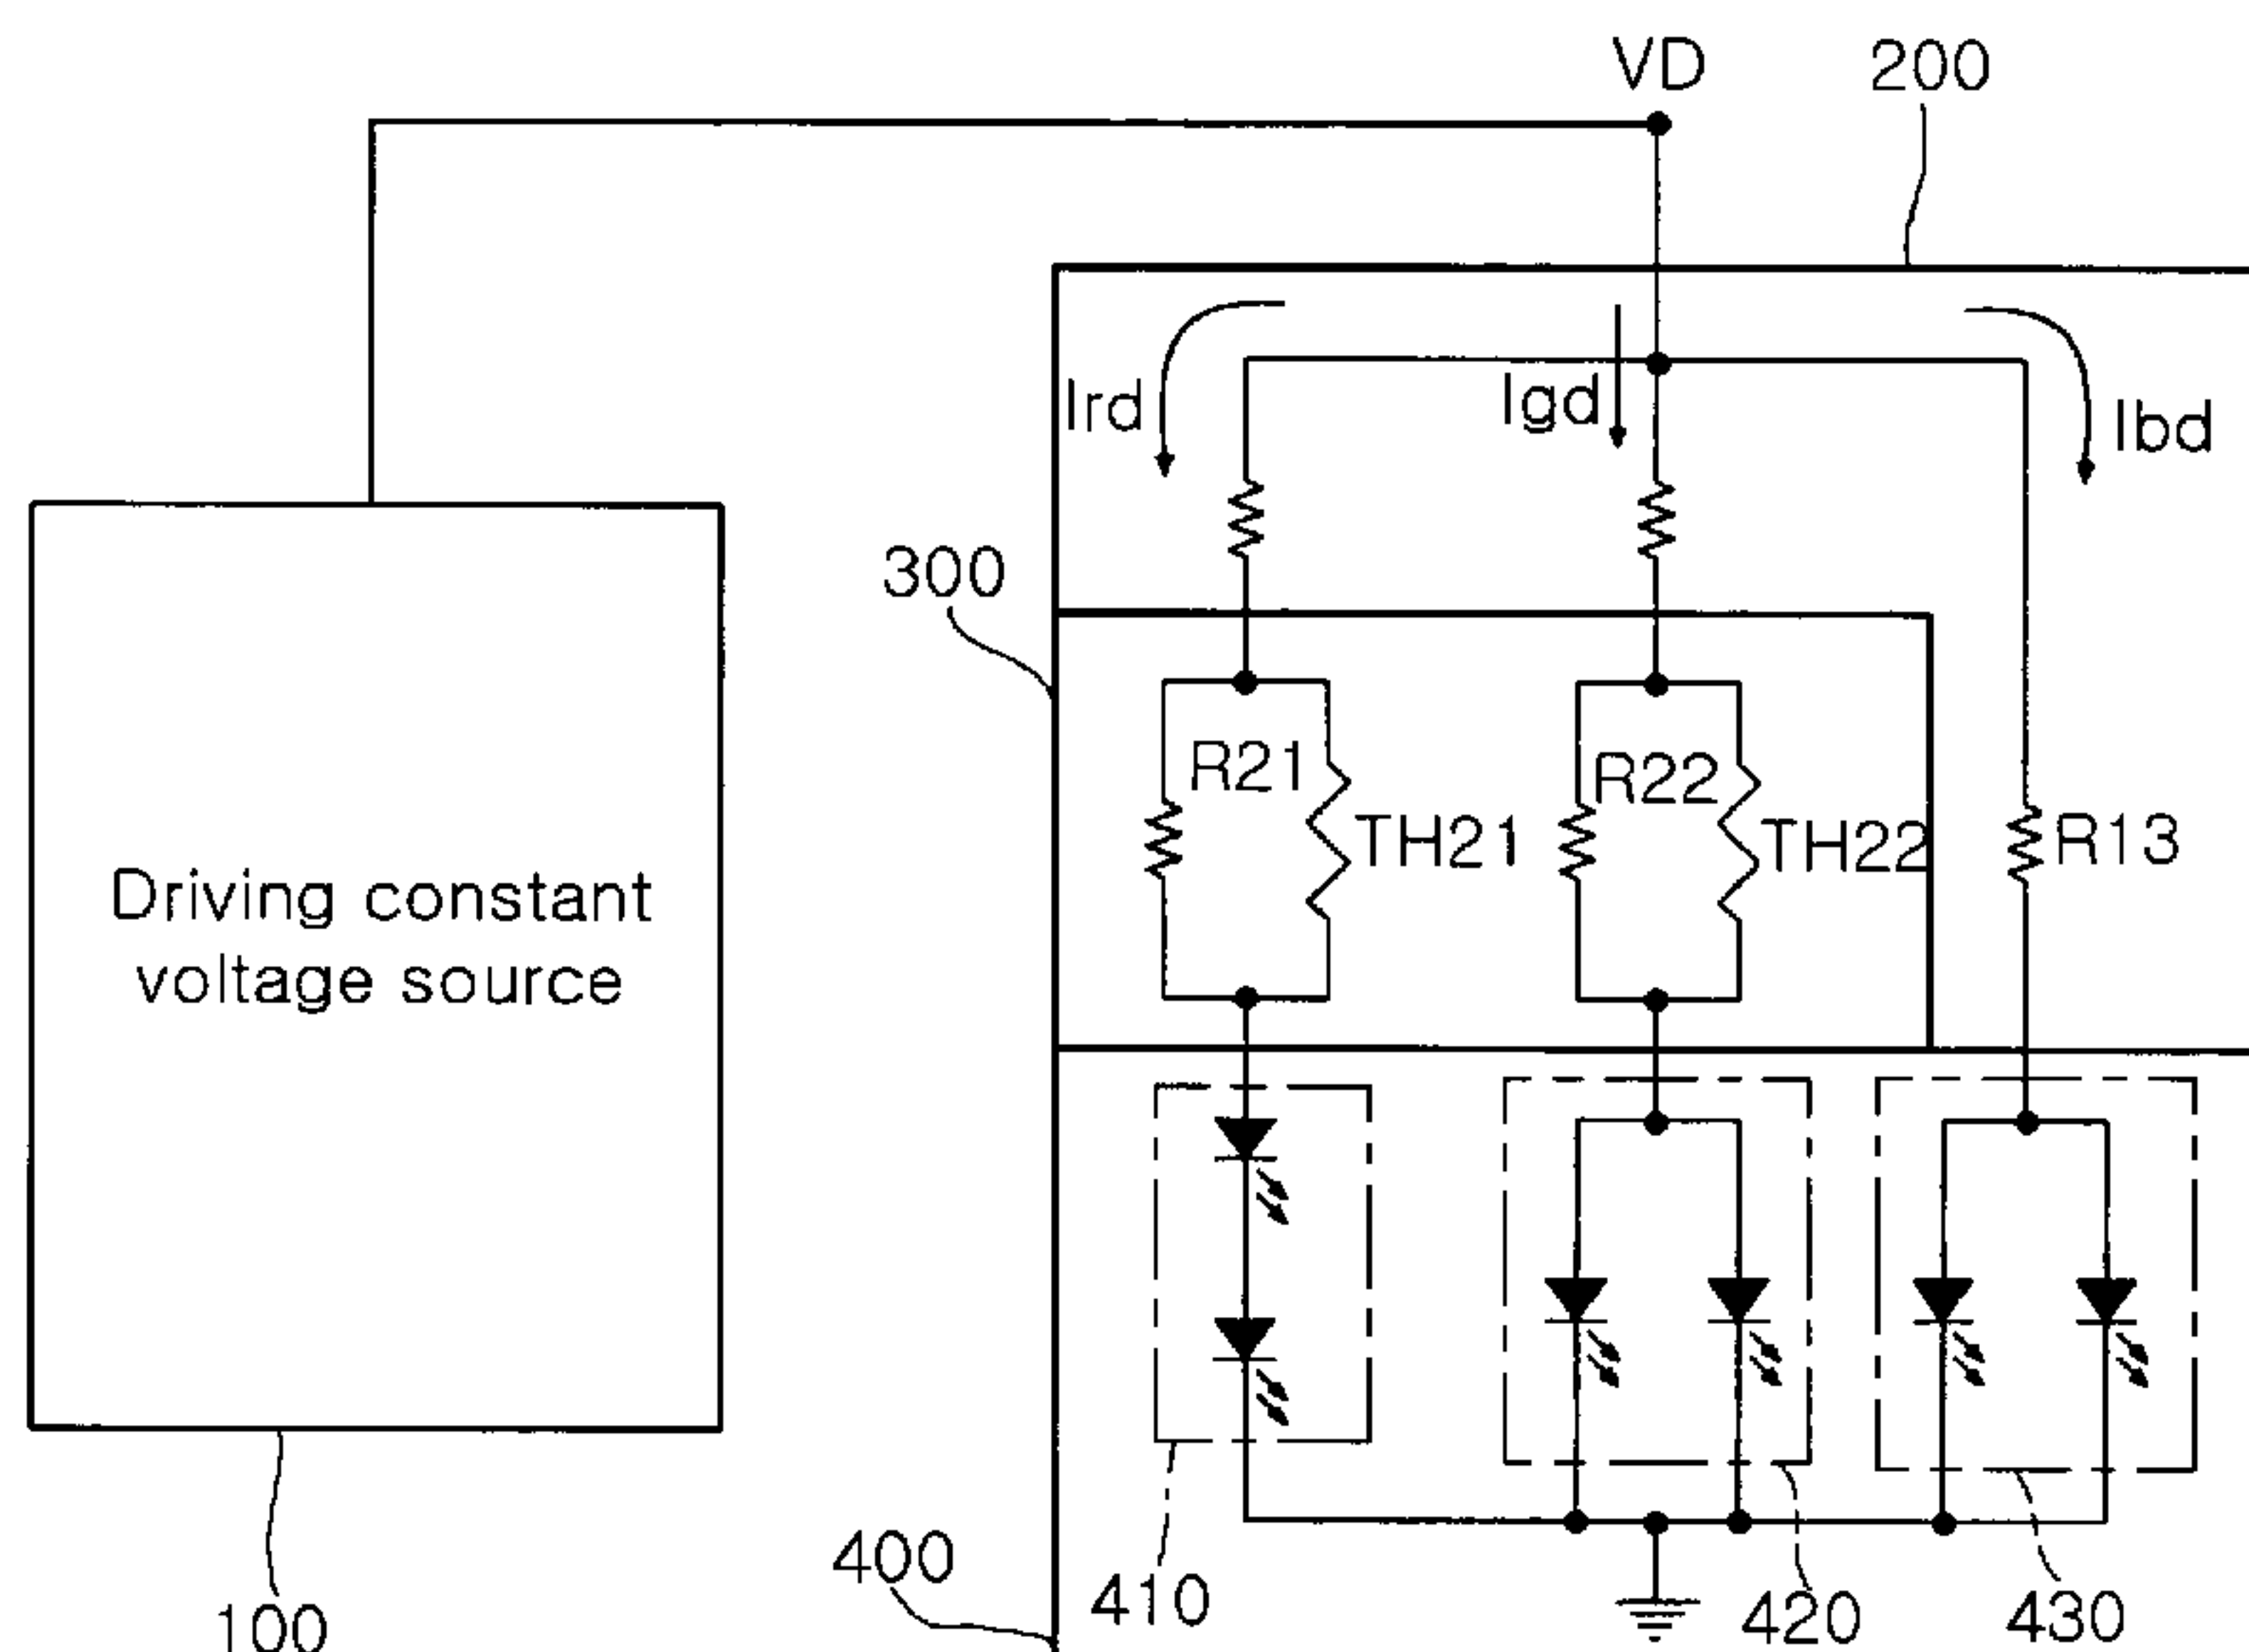 VD
200
Ird
Igd
Ibd
300
R21
TH21
R22
TH22
R13
Driving constant
voltage source
400
410
420
430
100